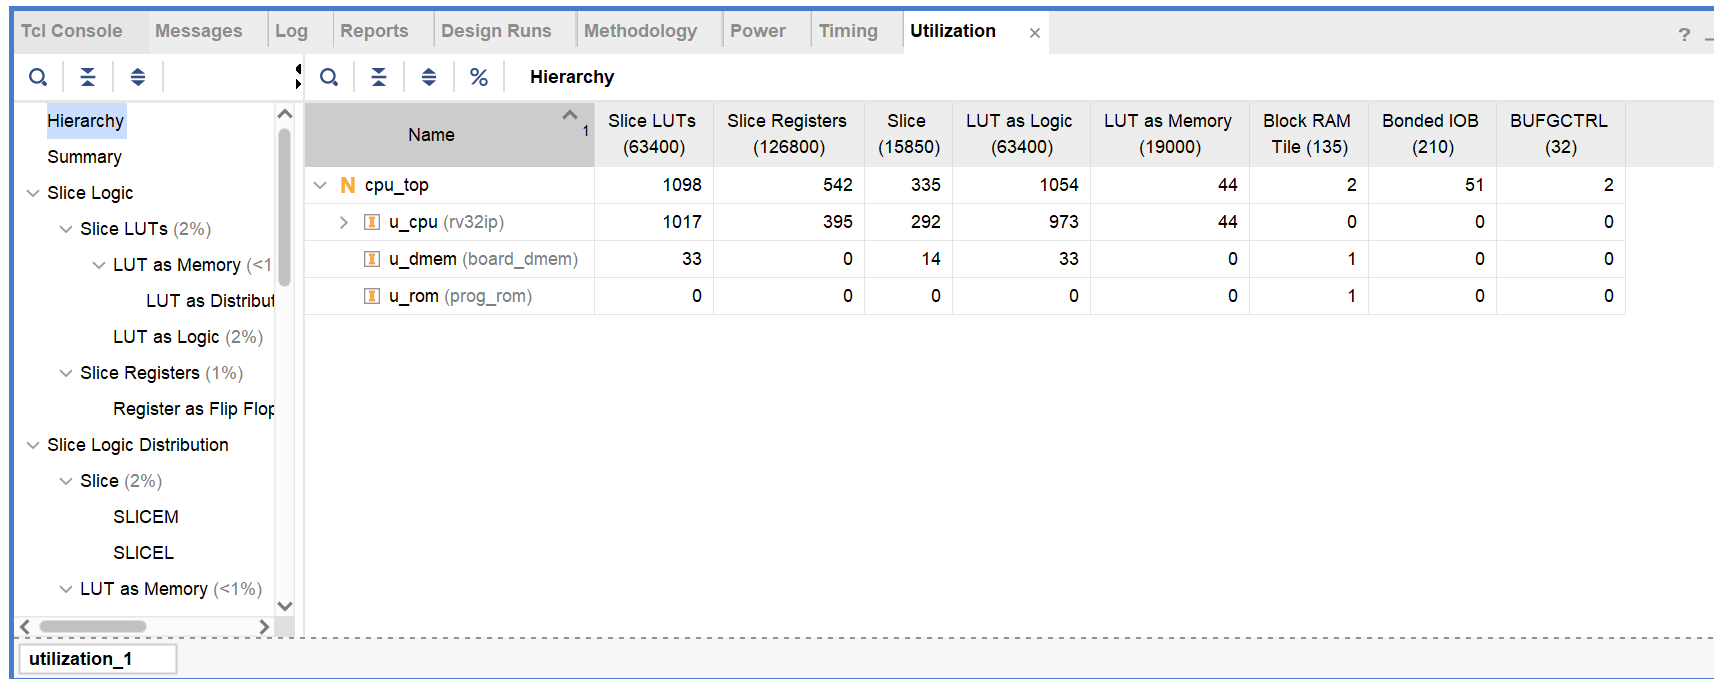 Tcl Console Messages Log Reports Design Runs Methodology Power Timing Utilization × ? _
% Hierarchy
Hierarchy
Summary
Slice Logic
Slice LUTs (2%)
LUT as Memory (<1
LUT as Distribut
LUT as Logic (2%)
Slice Registers (1%)
Register as Flip Flop
Slice Logic Distribution
Slice (2%)
SLICEM
SLICEL
LUT as Memory (<1%)
Name 1 Slice LUTs (63400) Slice Registers (126800) Slice (15850) LUT as Logic (63400) LUT as Memory (19000) Block RAM Tile (135) Bonded IOB (210) BUFGCTRL (32)
N cpu_top 1098 542 335 1054 44 2 51 2
I u_cpu (rv32ip) 1017 395 292 973 44 0 0 0
I u_dmem (board_dmem) 33 0 14 33 0 1 0 0
I u_rom (prog_rom) 0 0 0 0 0 1 0 0
utilization_1